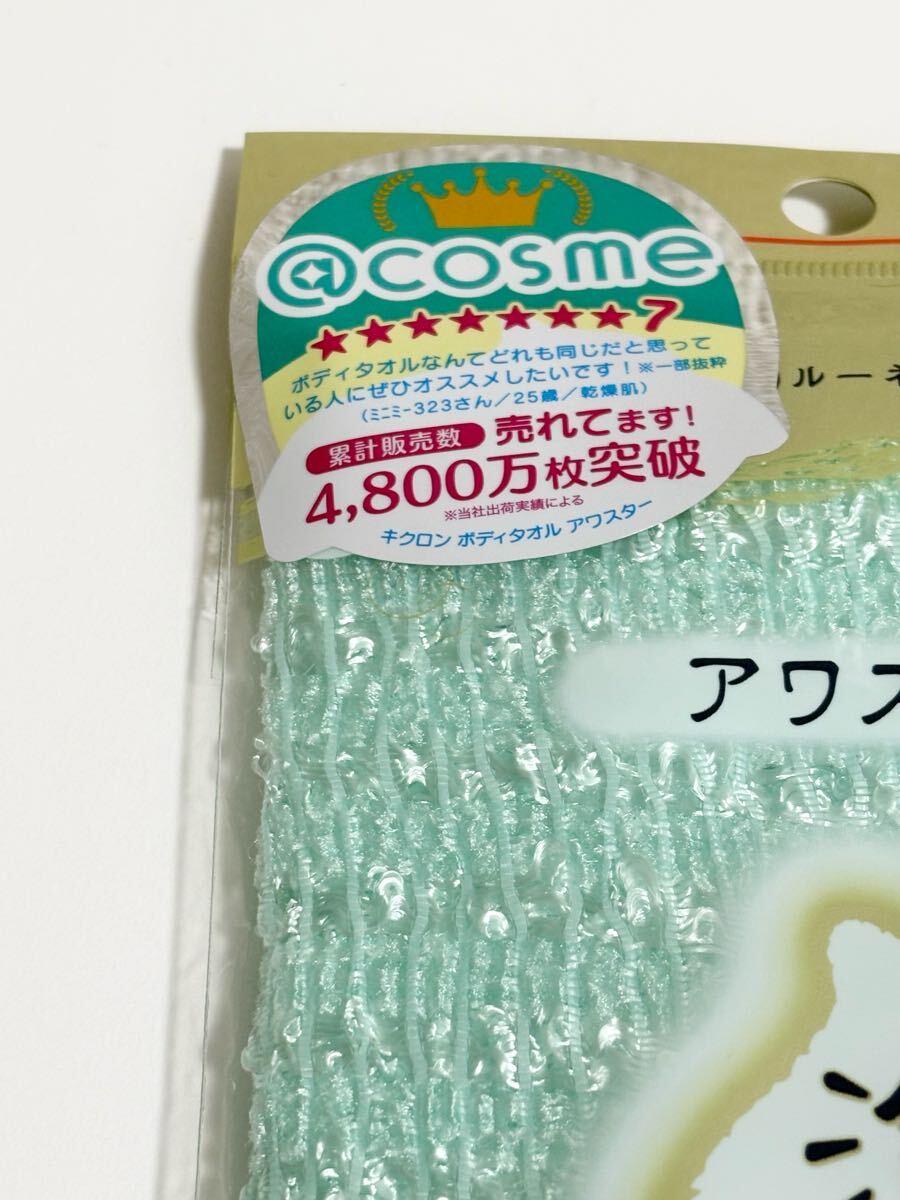 @cosme
★★★★★★★7
ボディタオルなんてどれも同じだと思って
いる人にぜひオススメしたいです！※一部抜粋
(ミニミー323さん／25歳／乾燥肌)
累計販売数 売れてます！
4,800万枚突破
※当社出荷実績による
キクロン ボディタオル アワスター
ルーネ
アワス